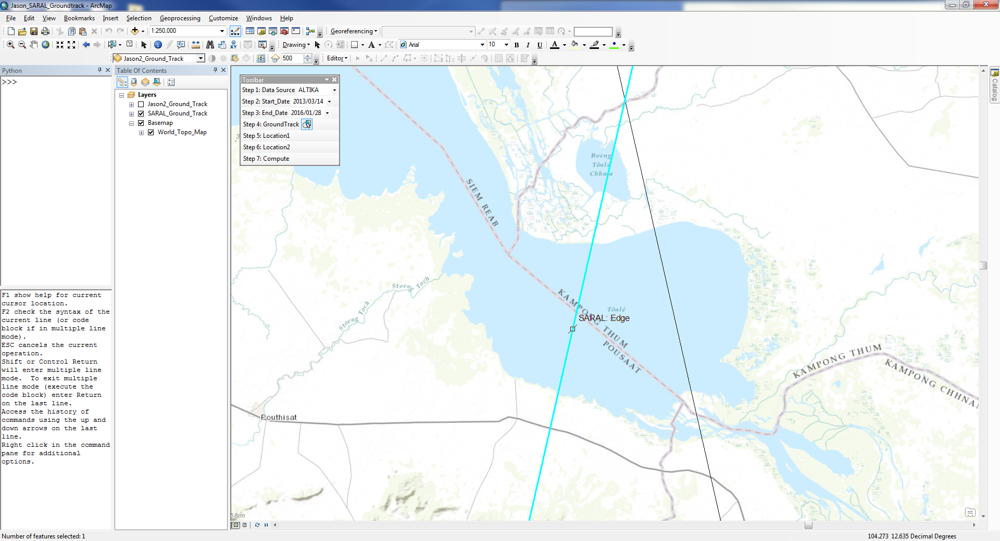 Jason_SARAL_Groundtrack - ArcMap
File Edit View Bookmarks Insert Selection Geoprocessing Customize Windows Help
1:250,000
Georeferencing
Drawing
A
Arial
10
B I U A
Jason2_Ground_Track
500
Editor
Python
>>>
F1 show help for current
cursor location.
F2 check the syntax of the
current line (or code
block if in multiple line
mode).
ESC cancels the current
operation.
Shift or Control Return
will enter multiple line
mode.  To exit multiple
line mode (execute the
code block) enter Return
on the last line.
Access the history of
commands using the up and
down arrows on the last
line.
Right click in the command
pane for additional
options.
Table Of Contents
Layers
Jason2_Ground_Track
SARAL_Ground_Track
Basemap
World_Topo_Map
Toolbar
Step 1: Data Source ALTIKA
Step 2: Start_Date 2013/03/14
Step 3: End_Date 2016/01/28
Step 4: GroundTrack
Step 5: Location1
Step 6: Location2
Step 7: Compute
Boeng
Tônlé
Chhma
SIEM REAB
Stoeng Toch
Stoeng Toch
KAMPONG THUM
POUSAAT
Tônlé
SARAL: Edge
KAMPONG THUM
KAMPONG CHHNA
Pouthisat
58m
Catalog
Number of features selected: 1
104.273 12.635 Decimal Degrees